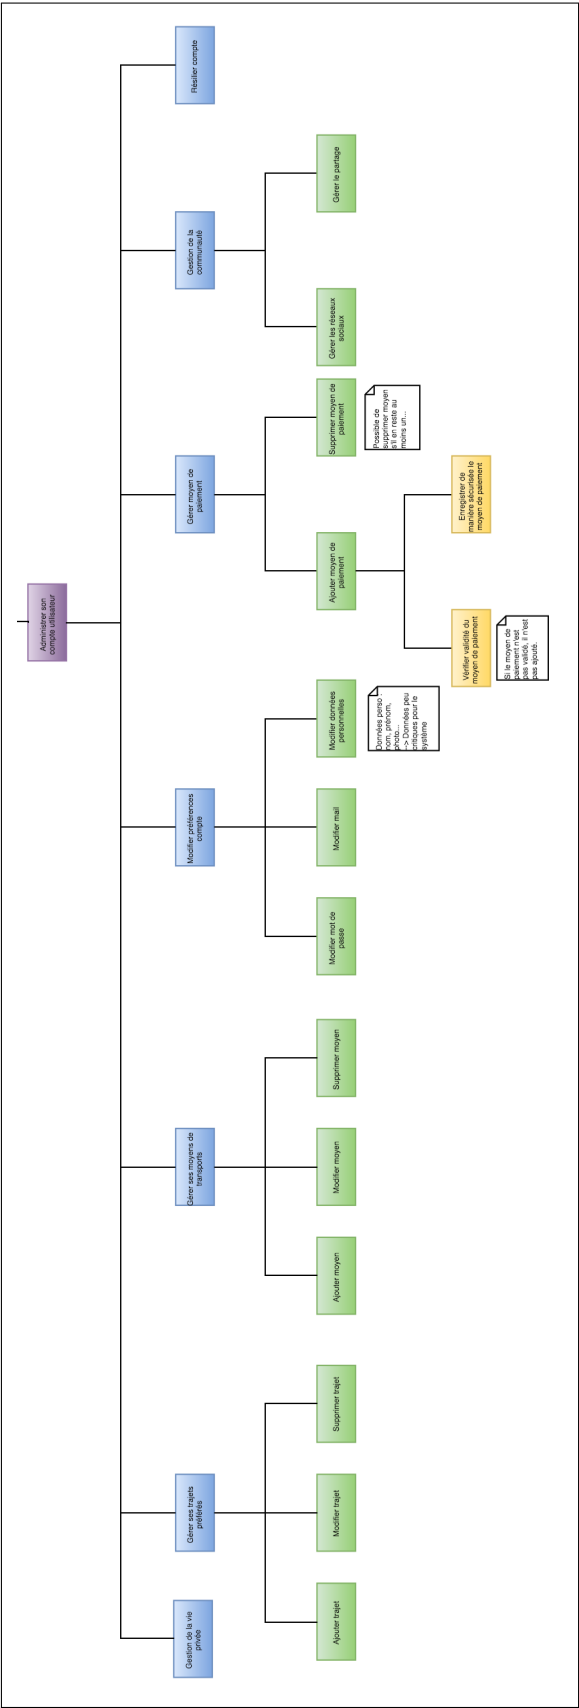 Administrer son
compte utilisateur
Gestion de la vie
privée
Gérer ses trajets
préférés
Gérer ses moyens de
transports
Modifier préférences
compte
Gérer moyen de
paiement
Gestion de la
communauté
Résilier compte
Ajouter trajet
Modifier trajet
Supprimer trajet
Ajouter moyen
Modifier moyen
Supprimer moyen
Modifier mot de
passe
Modifier mail
Modifier données
personnelles
Ajouter moyen de
paiement
Supprimer moyen de
paiement
Gérer les réseaux
sociaux
Gérer le partage
Données perso :
nom, prénom,
photo...
--> Données peu
critiques pour le
système
Possible de
supprimer moyen
s'il en reste au
moins un...
Vérifier validité du
moyen de paiement
Enregistrer de
manière sécurisée le
moyen de paiement
Si le moyen de
paiement n'est
pas validé, il n'est
pas ajouté.